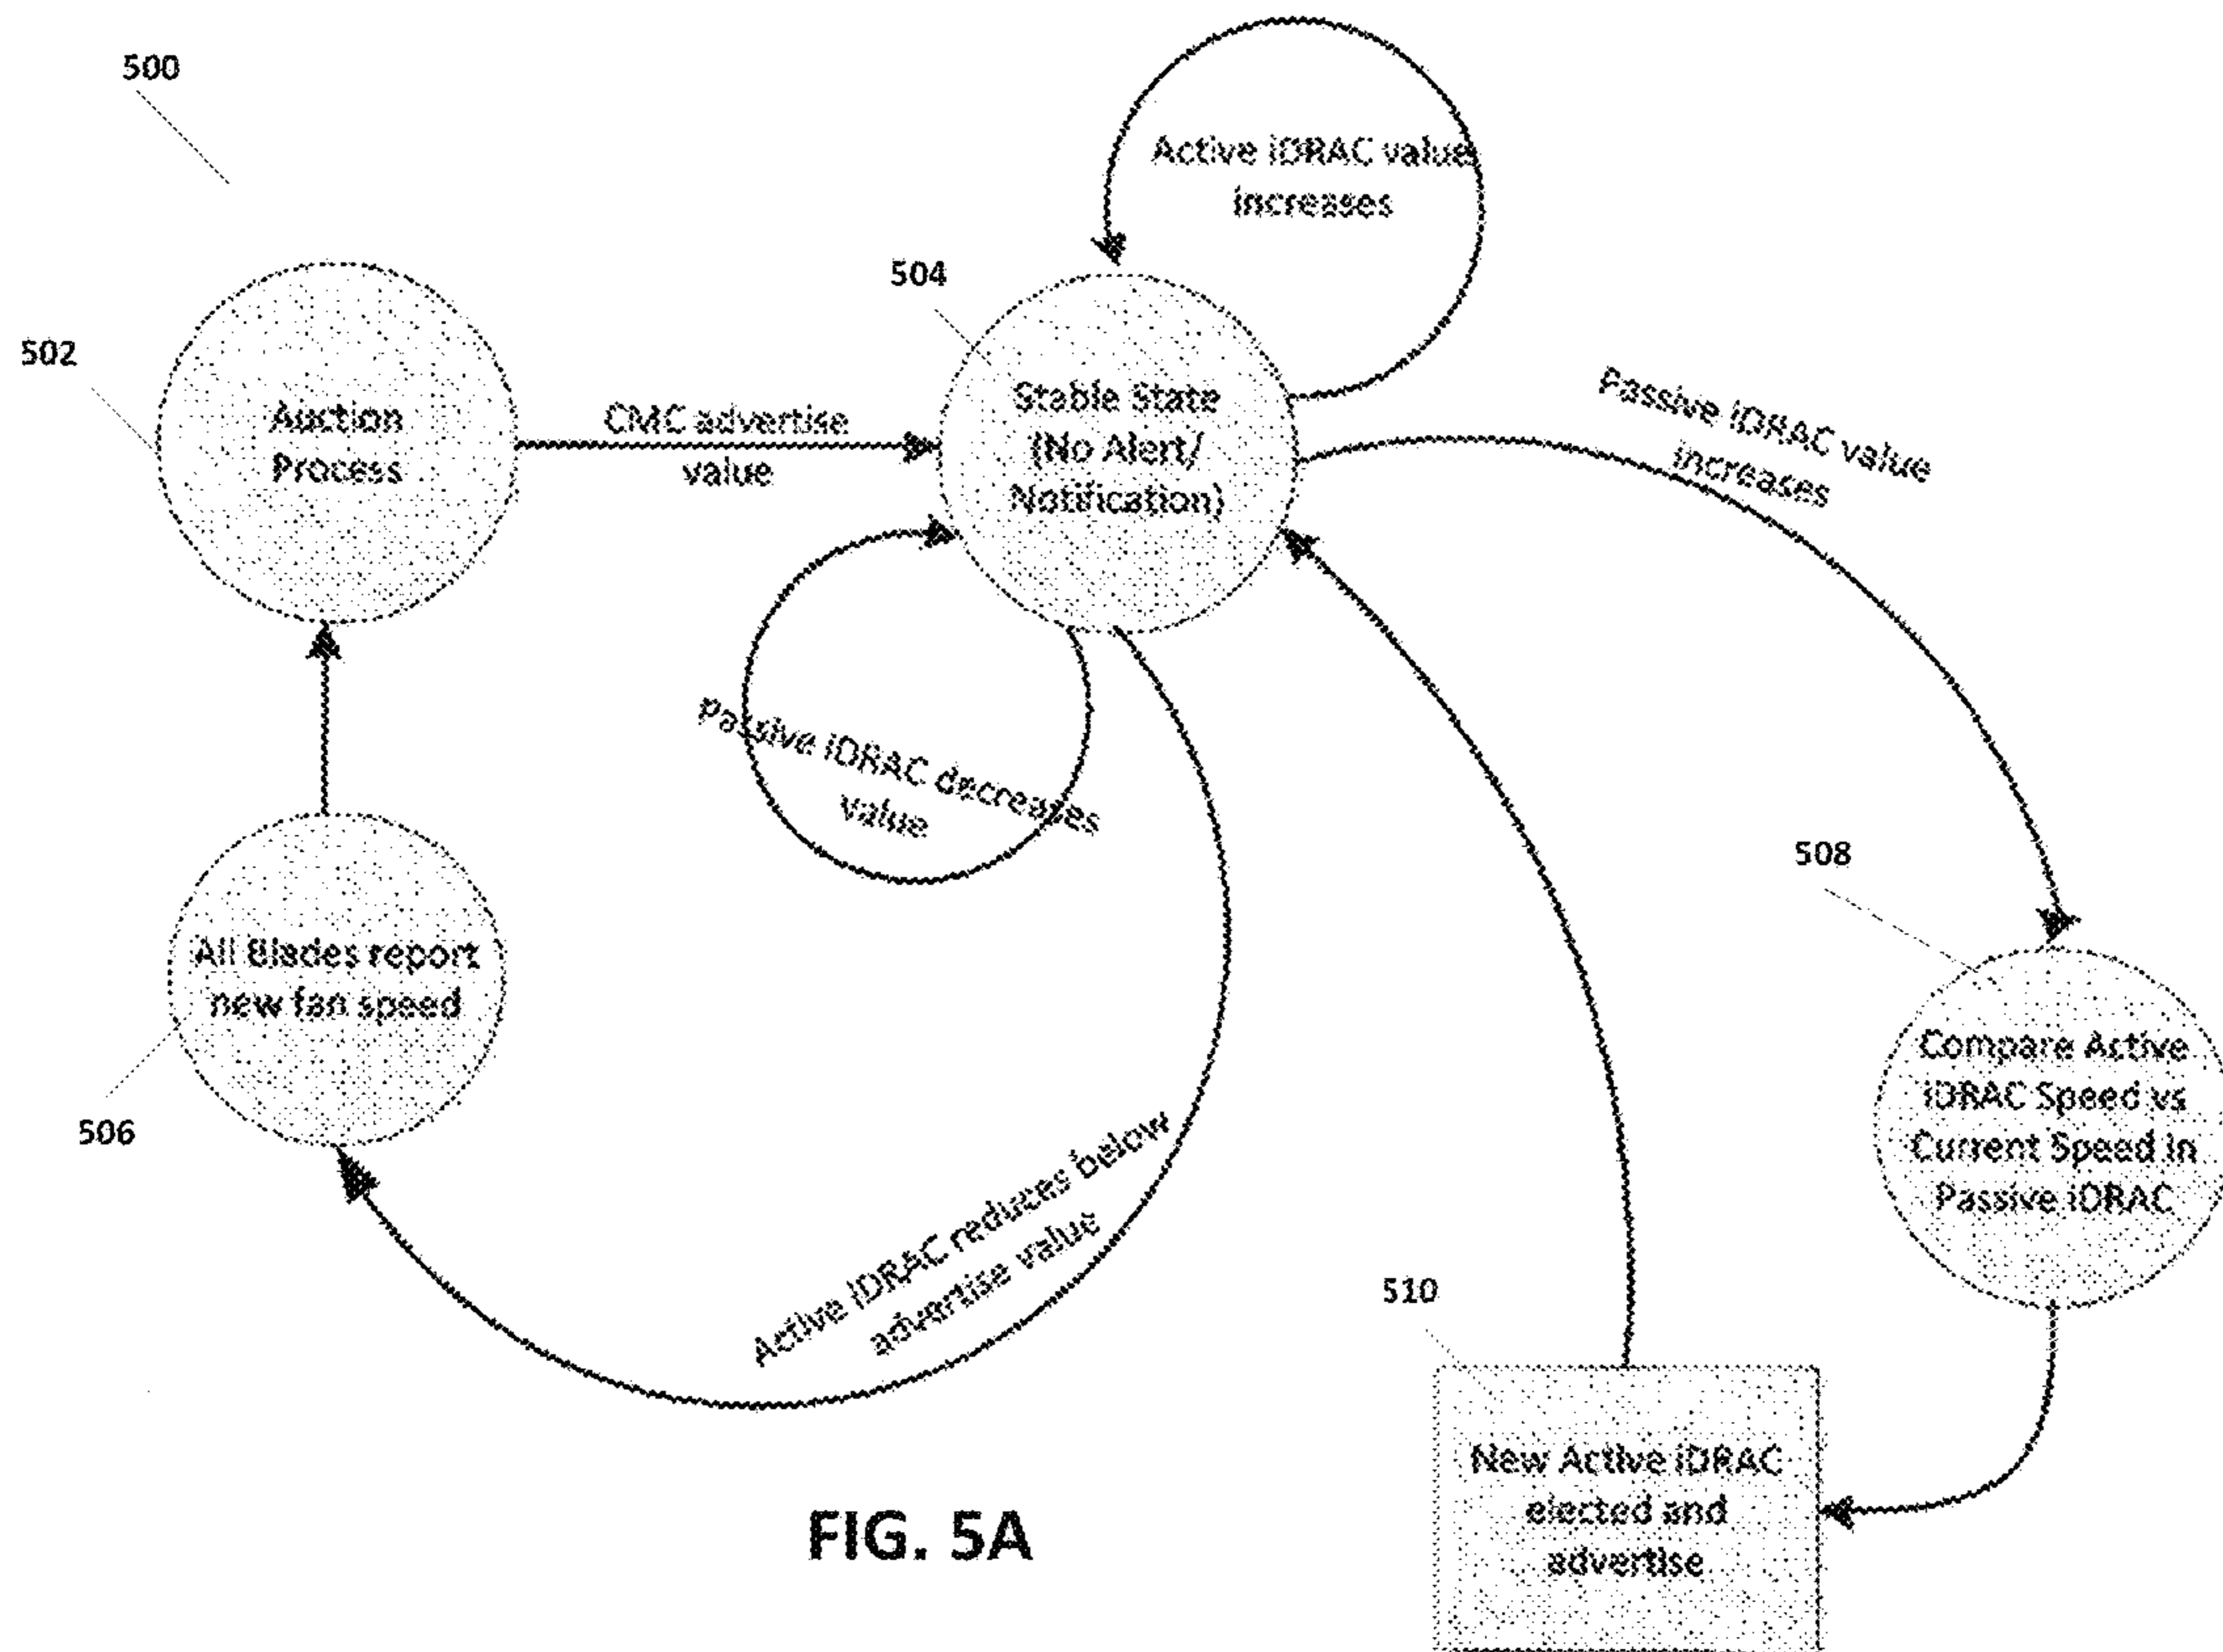 500
Active iDRAC value
increases
504
502
Auction
Process
CMC advertise
value
Stable State
(No Alert/
Notification)
Passive iDRAC value
increases
Passive iDRAC decreases
value
508
All Blades report
new fan speed
506
Compare Active
iDRAC Speed vs
Current Speed in
Passive iDRAC
Active iDRAC reduces below
advertise value
510
New Active iDRAC
elected and
advertise
FIG. 5A